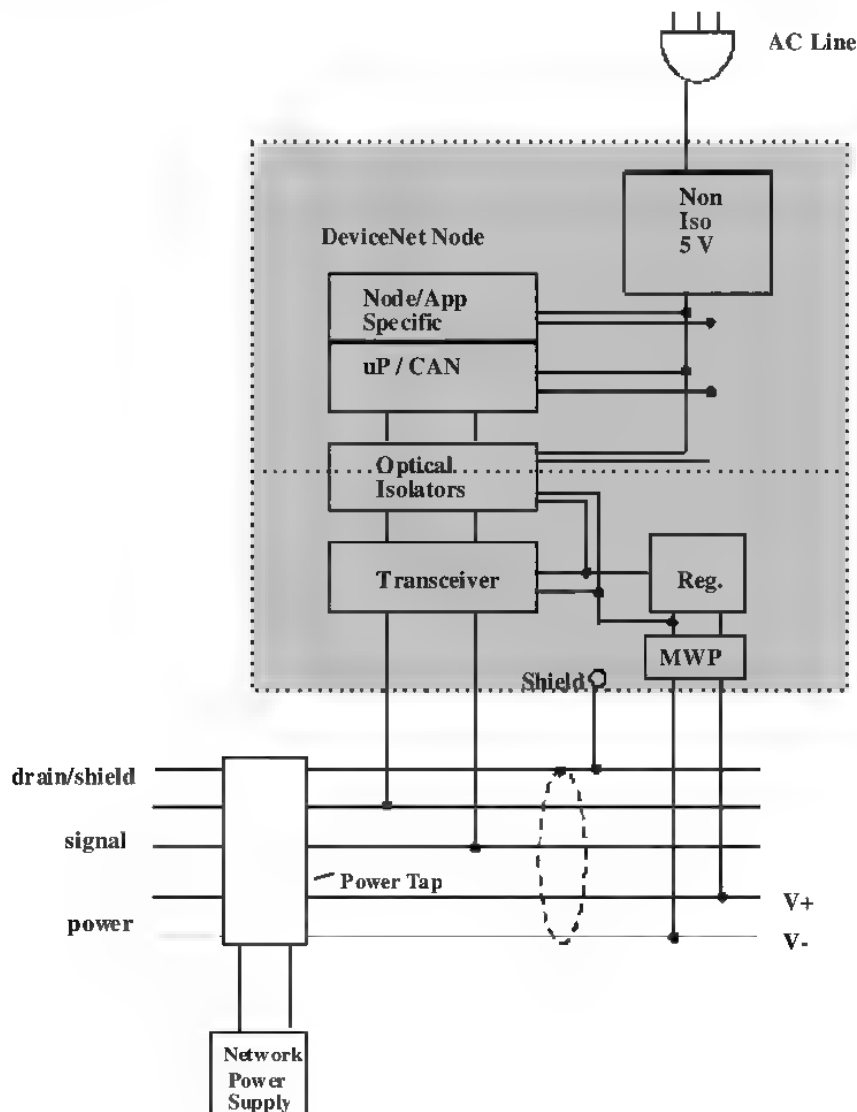 AC Line
Non
Iso
5 V
DeviceNet Node
Node/App
Specific
uP / CAN
Optical
Isolators
Transceiver
Reg.
MWP
Shield
drain/shield
signal
Power Tap
power
V+
V-
Network
Power
Supply